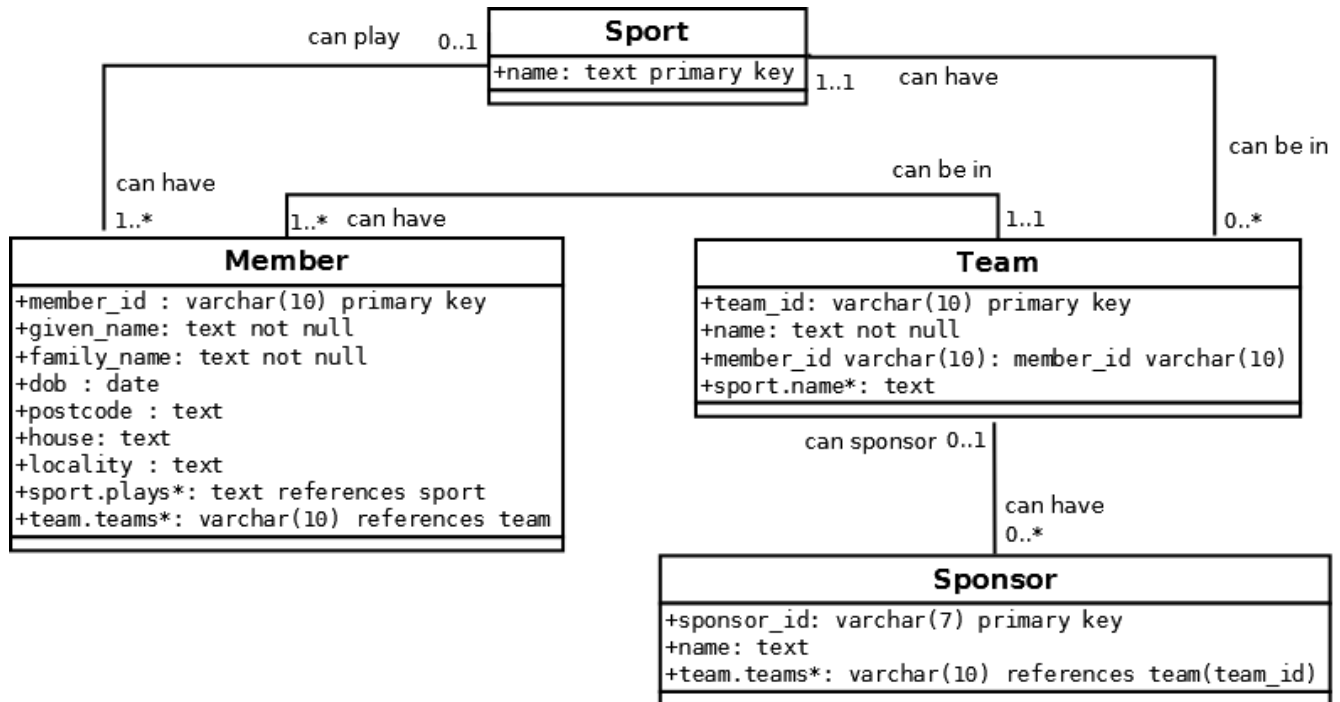 can play 0..1
Sport
+name: text primary key
1..1 can have
can be in
can have
1..*
1..* can have
can be in
1..1
0..*
Member
+member_id : varchar(10) primary key
+given_name: text not null
+family_name: text not null
+dob : date
+postcode : text
+house: text
+locality : text
+sport.plays*: text references sport
+team.teams*: varchar(10) references team
Team
+team_id: varchar(10) primary key
+name: text not null
+member_id varchar(10): member_id varchar(10)
+sport.name*: text
can sponsor 0..1
can have
0..*
Sponsor
+sponsor_id: varchar(7) primary key
+name: text
+team.teams*: varchar(10) references team(team_id)